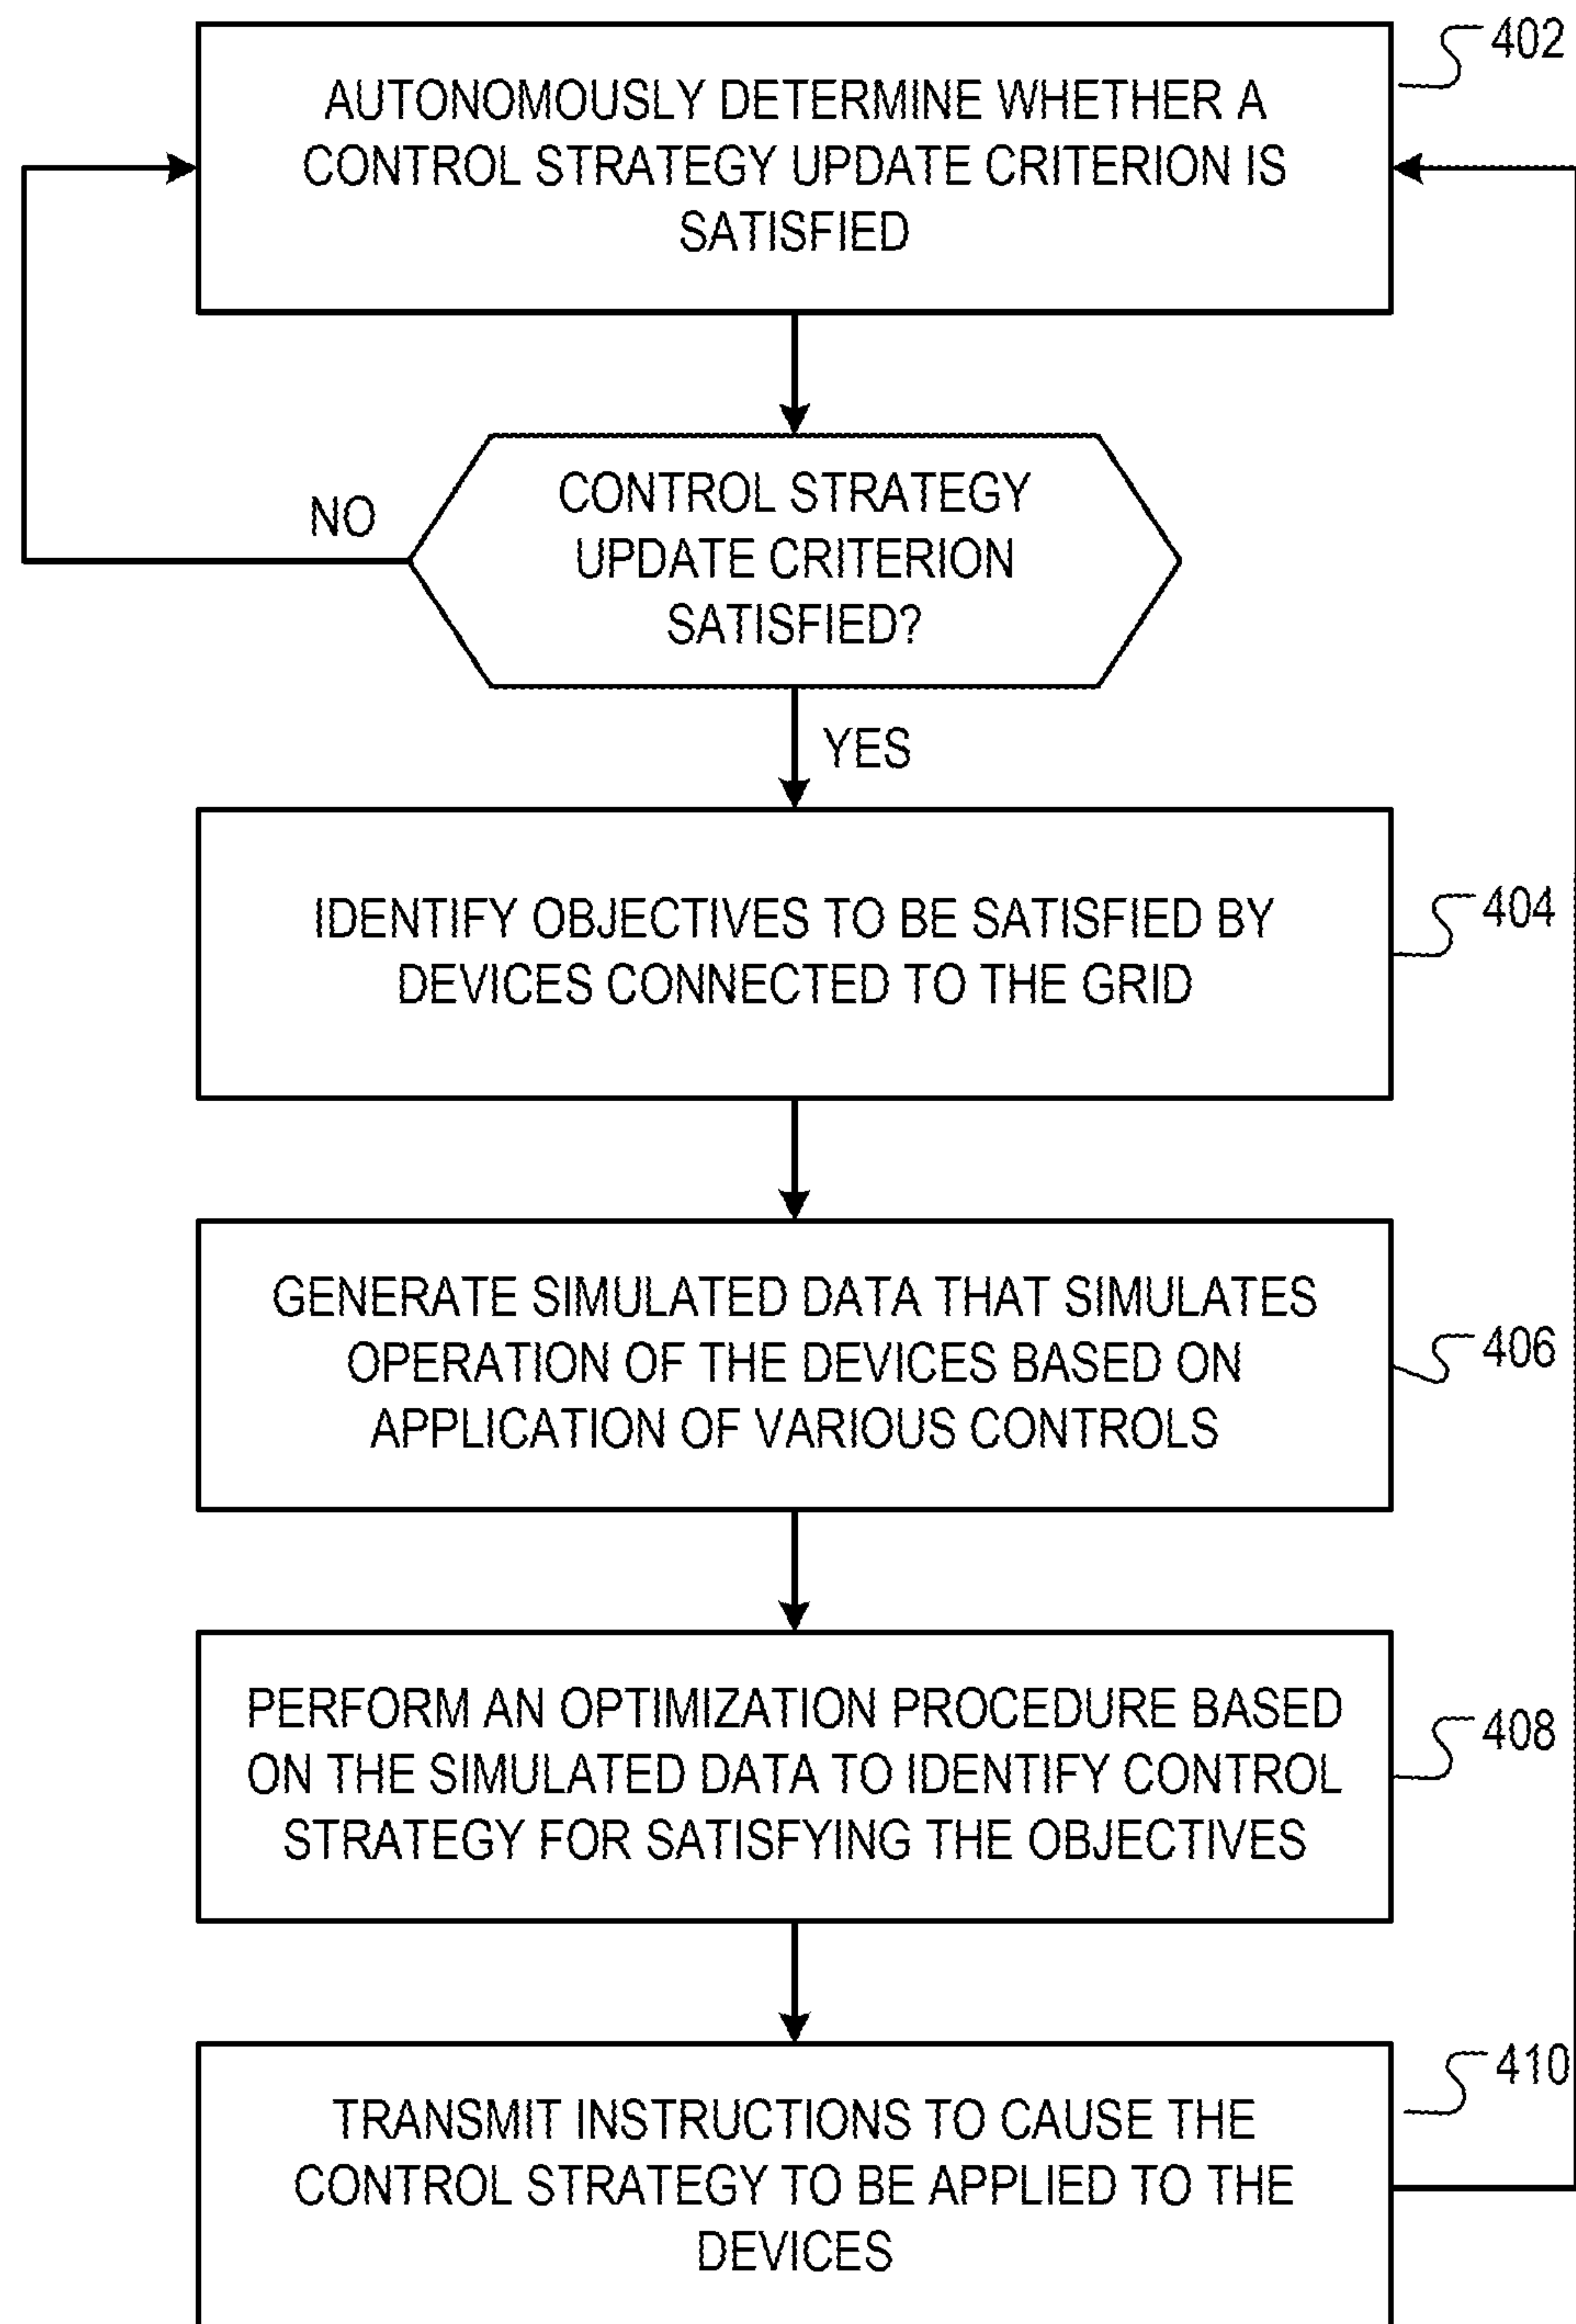 402
AUTONOMOUSLY DETERMINE WHETHER A
CONTROL STRATEGY UPDATE CRITERION IS
SATISFIED
CONTROL STRATEGY
UPDATE CRITERION
SATISFIED?
NO
YES
IDENTIFY OBJECTIVES TO BE SATISFIED BY
DEVICES CONNECTED TO THE GRID
404
GENERATE SIMULATED DATA THAT SIMULATES
OPERATION OF THE DEVICES BASED ON
APPLICATION OF VARIOUS CONTROLS
406
PERFORM AN OPTIMIZATION PROCEDURE BASED
ON THE SIMULATED DATA TO IDENTIFY CONTROL
STRATEGY FOR SATISFYING THE OBJECTIVES
408
410
TRANSMIT INSTRUCTIONS TO CAUSE THE
CONTROL STRATEGY TO BE APPLIED TO THE
DEVICES